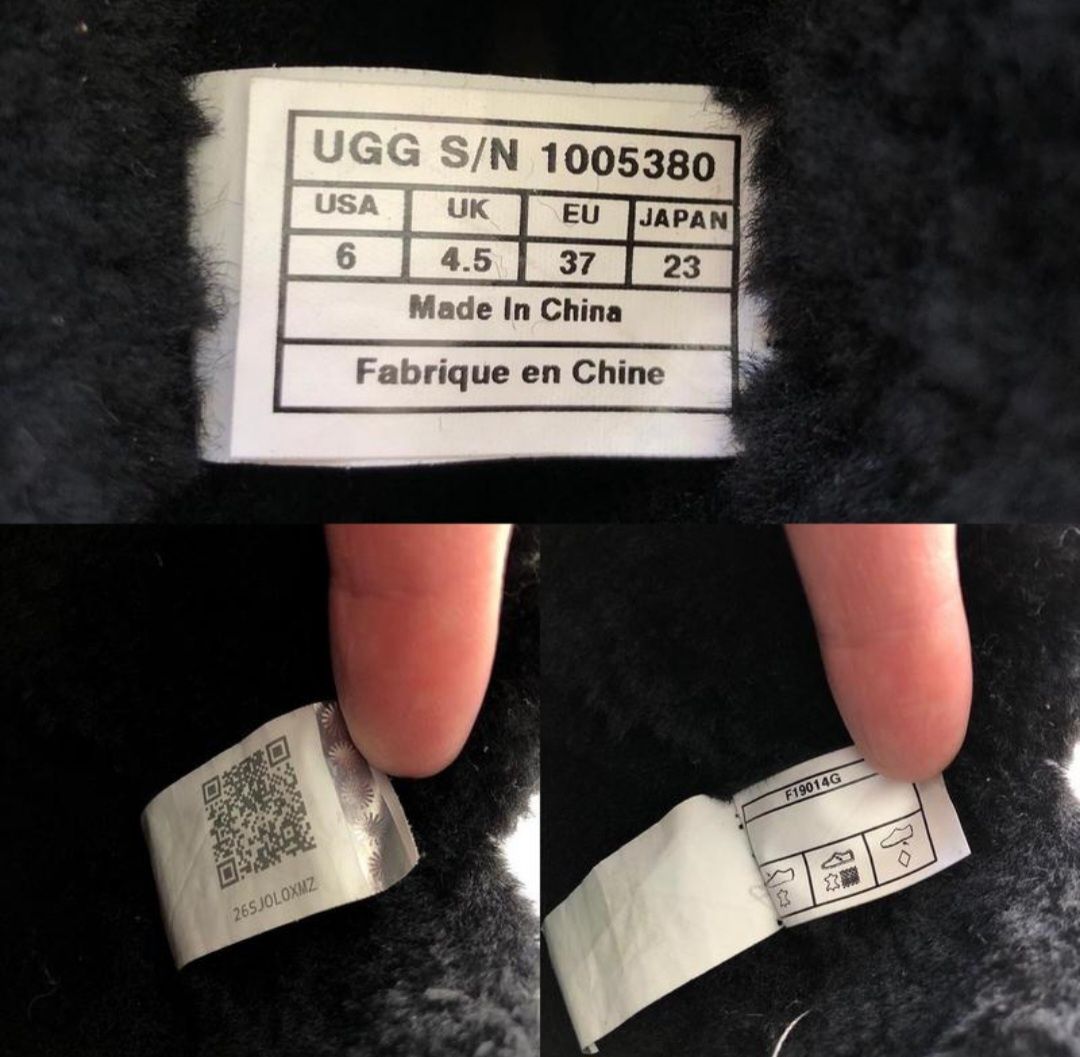 UGG S/N 1005380
USA UK EU JAPAN
6 4.5 37 23
Made In China
Fabrique en Chine
26SJOLOXMZ
F19014G